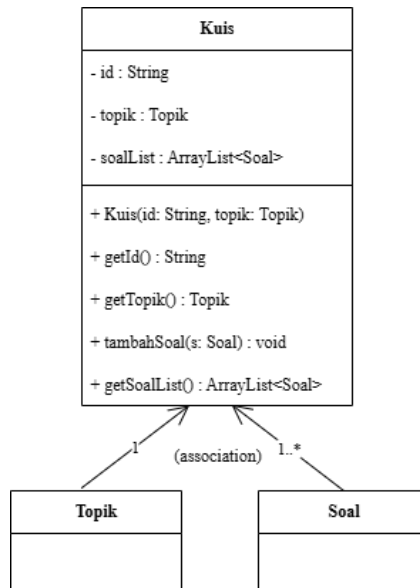 Kuis
- id : String
- topik : Topik
- soalList : ArrayList<Soal>
+ Kuis(id: String, topik: Topik)
+ getId() : String
+ getTopik() : Topik
+ tambahSoal(s: Soal) : void
+ getSoalList() : ArrayList<Soal>
1
(association)
1..*
Topik
Soal